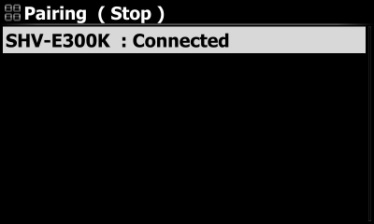 Pairing ( Stop )
SHV-E300K : Connected